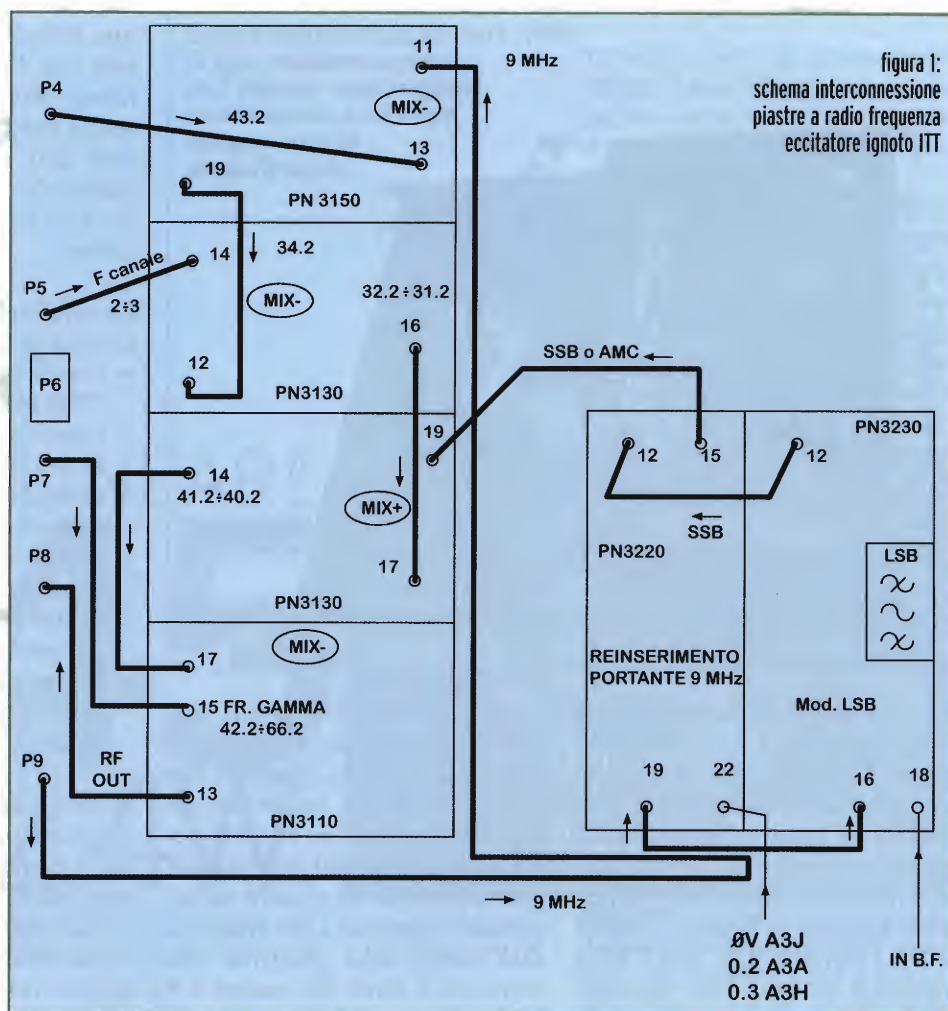 figura 1:
schema interconnessione
piastre a radio frequenza
eccitatore ignoto ITT
11
9 MHz
P4
MIX-
43.2
13
19
PN 3150
34.2
14
F canale
P5
2÷3
MIX-
32.2÷31.2
16
P6
12
PN3130
SSB o AMC
19
P7
14
41.2÷40.2
MIX+
17
P8
PN3130
MIX-
17
15 FR. GAMMA
42.2÷66.2
RF
OUT
P9
13
PN3110
9 MHz
PN3230
12
15
12
SSB
PN3220
LSB
REINSERIMENTO
PORTANTE 9 MHz
Mod. LSB
19
22
16
18
ØV A3J
0.2 A3A
0.3 A3H
IN B.F.